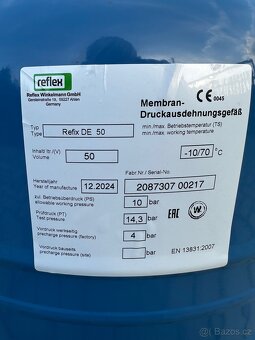 reflex
Reflex Winkelmann GmbH
Gersteinstraße 19, 59227 Ahlen
Germany
CE 0045
Membran-
Druckausdehnungsgefäß
Typ
Type
Refix DE 50
min./max. Betriebstemperatur (TS)
min./max. working temperature
Inhalt ltr./(V)
Volume
50
-10/70 °C
Herstelljahr
Year of manufacture
12.2024
Fabr.Nr./ Serial-No.
2087307 00217
zul. Betriebsüberdruck (PS)
allowable working pressure
10 bar
Prüfdruck (PT)
Test pressure
14,3 bar
Vordruck werkseitig
precharge pressure (factory)
4 bar
Vordruck bauseits
precharge pressure (site)
bar
EAC
EN 13831:2007
sbazar.cz